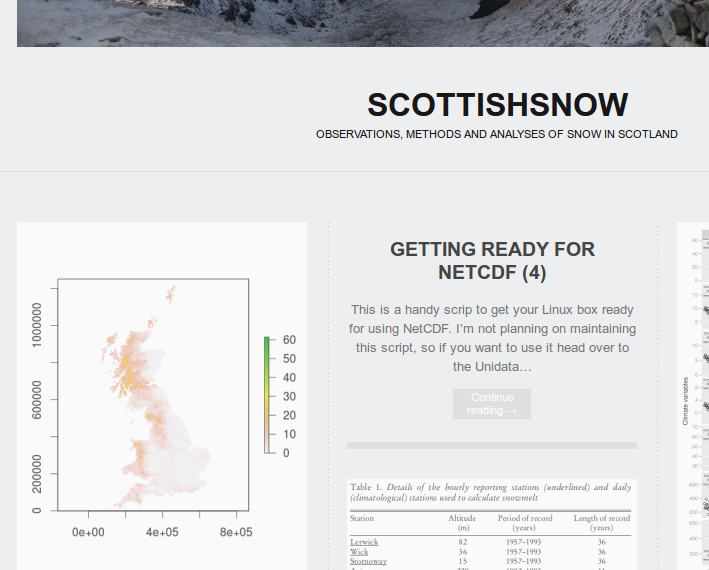 SCOTTISHSNOW
OBSERVATIONS, METHODS AND ANALYSES OF SNOW IN SCOTLAND
1000000
600000
200000
0
0e+00
4e+05
8e+05
60
50
40
30
20
10
0
GETTING READY FOR
NETCDF (4)
This is a handy scrip to get your Linux box ready
for using NetCDF. I'm not planning on maintaining
this script, so if you want to use it head over to
the Unidata…
Continue
reading →
Table 1. Details of the hourly reporting stations (underlined) and daily
(climatological) stations used to calculate snowmelt
Station Altitude Period of record Length of record
(m) (years) (years)
Lerwick 82 1957–1993 36
Wick 36 1957–1993 36
Stornoway 15 1957–1993 36
Climate variables